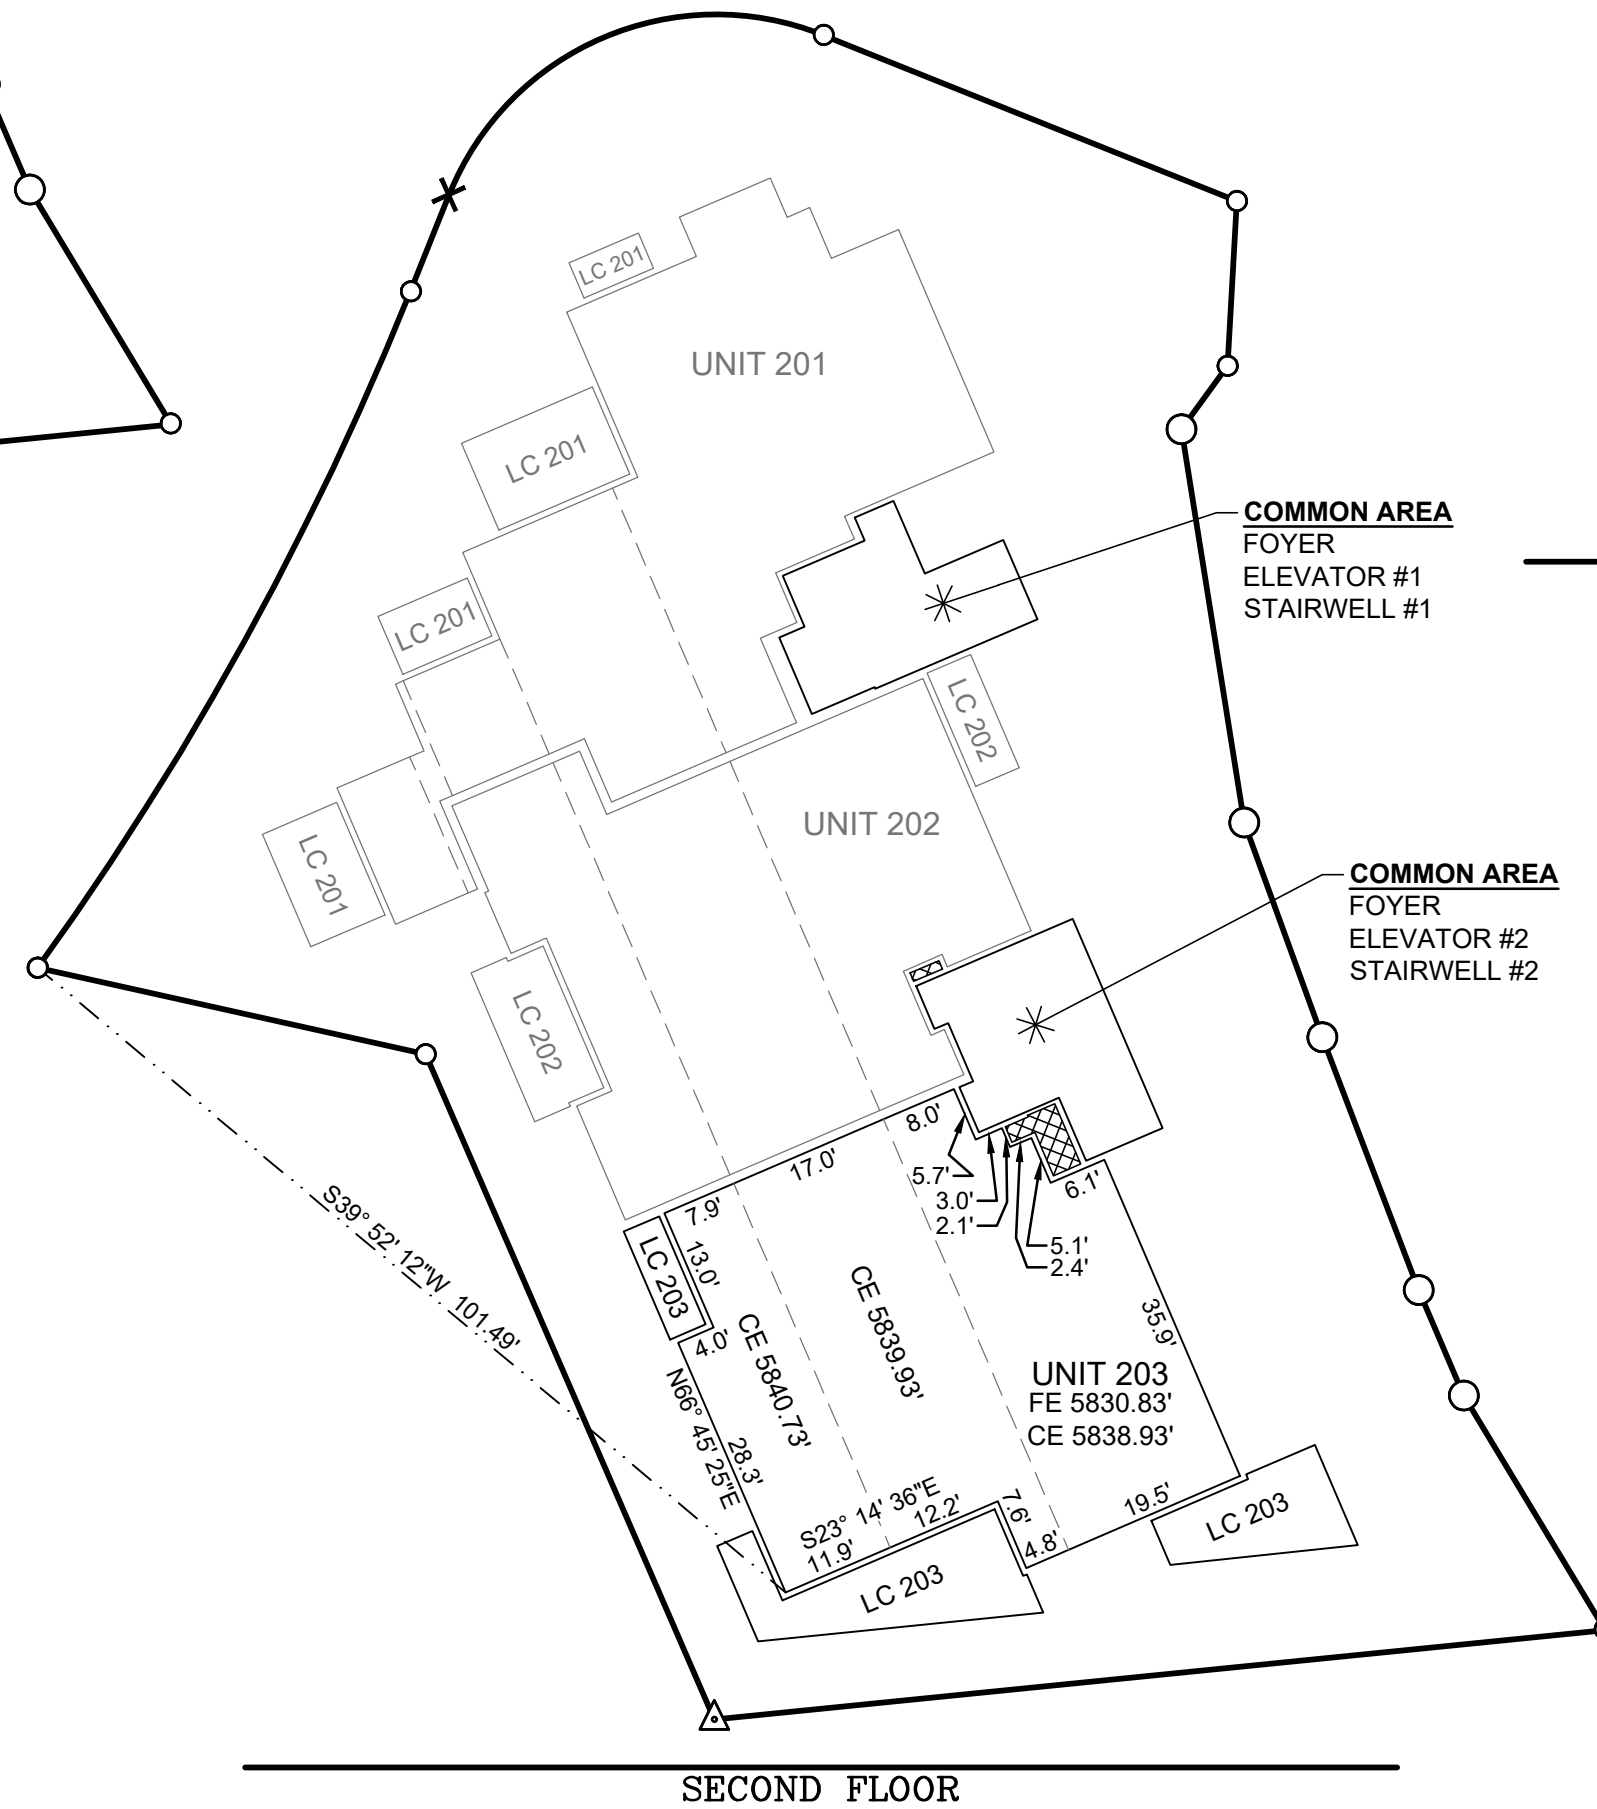 LC 201
UNIT 201
LC 201
COMMON AREA
FOYER
ELEVATOR #1
STAIRWELL #1
LC 201
LC 202
UNIT 202
LC 201
COMMON AREA
FOYER
ELEVATOR #2
STAIRWELL #2
LC 202
8.0'
17.0'
5.7'
3.0'
2.1'
6.1'
5.1'
2.4'
7.9'
13.0'
LC 203
4.0'
S39° 52' 12"W 101.49'
CE 5840.73'
CE 5839.93'
35.9'
UNIT 203
FE 5830.83'
CE 5838.93'
N66° 45' 25"E
28.3'
S23° 14' 36"E
11.9'
12.2'
7.6'
4.8'
19.5'
LC 203
LC 203
SECOND FLOOR